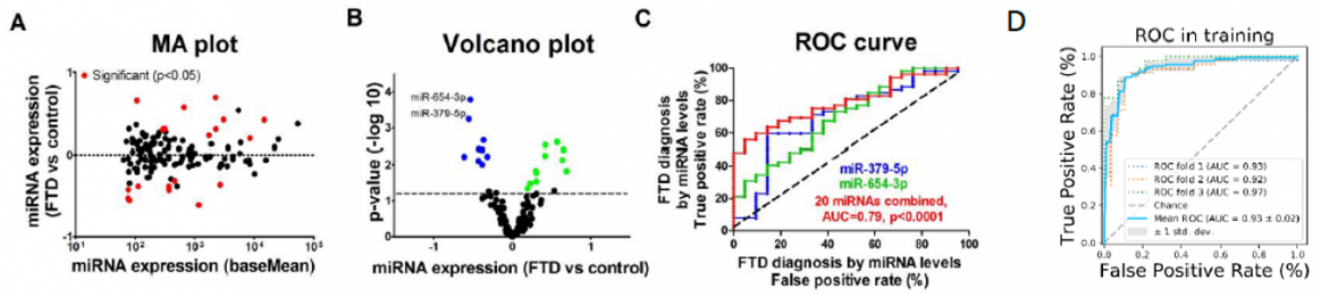 A
MA plot
Significant (p<0.05)
miRNA expression
(FTD vs control)
1
0
-1
10¹ 10² 10³ 10⁴ 10⁵
miRNA expression (baseMean)
B
Volcano plot
miR-654-3p
miR-379-5p
p-value (-log 10)
4
3
2
1
0
-1 0 1
miRNA expression (FTD vs control)
C
ROC curve
FTD diagnosis
by miRNA levels
True positive rate (%)
100
80
60
40
20
0
miR-379-5p
miR-654-3p
20 miRNAs combined,
AUC=0.79, p<0.0001
0 20 40 60 80 100
FTD diagnosis by miRNA levels
False positive rate (%)
D
ROC in training
True Positive Rate (%)
1.0
0.8
0.6
0.4
0.2
0.0
ROC fold 1 (AUC = 0.93)
ROC fold 2 (AUC = 0.92)
ROC fold 3 (AUC = 0.97)
Chance
Mean ROC (AUC = 0.93 ± 0.02)
± 1 std. dev.
0.0 0.2 0.4 0.6 0.8 1.0
False Positive Rate (%)